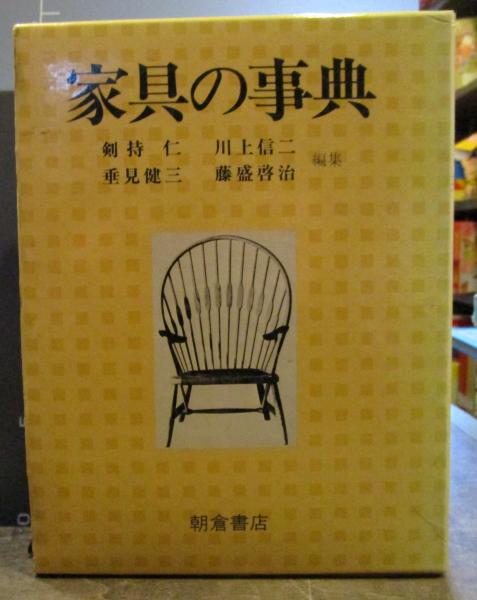 家具の事典
剣持 仁 川上信二
垂見健三 藤盛啓治
編集
朝倉書店